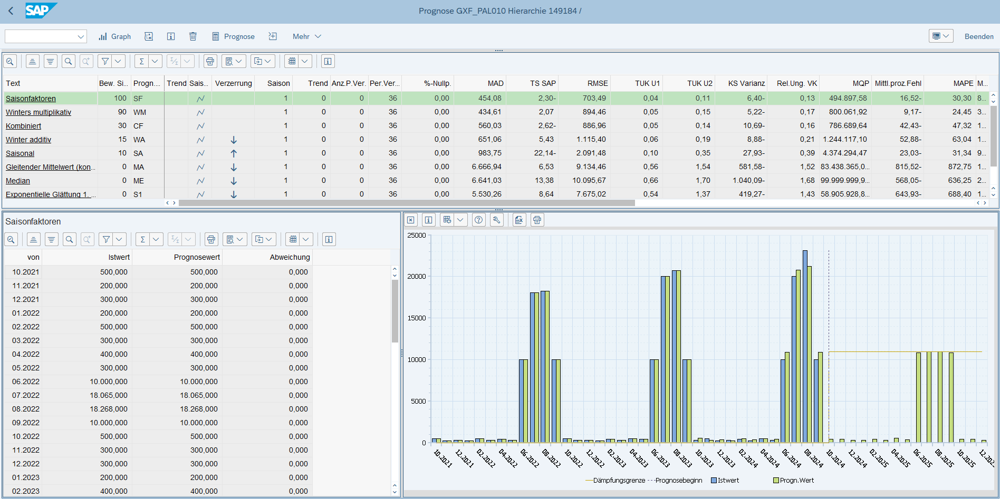 SAP
Prognose GXF_PAL010 Hierarchie 149184 /
Graph Prognose Mehr Beenden
Text Bew. Si... Progn.... Trend Sais... Verzerrung Saison Trend Anz.P.Ver. Per.Ver... %-Nullp. MAD TS SAP RMSE TUK U1 TUK U2 KS Varianz Rel.Ung. VK MQP Mittl.proz.Fehl MAPE M...
Saisonfaktoren 100 SF 1 0 0 36 0,00 454,08 2,30- 703,49 0,04 0,11 6,40- 0,13 494.897,58 16,52- 30,30 8...
Winters multiplikativ 90 WM 1 0 0 36 0,00 434,61 2,07 894,46 0,05 0,15 5,22- 0,17 800.061,92 9,17- 24,45 3...
Kombiniert 30 CF 1 0 0 36 0,00 560,03 2,62- 886,96 0,05 0,14 10,69- 0,16 786.689,64 42,43- 47,32 1...
Winter additiv 15 WA 1 0 0 36 0,00 651,06 5,43 1.115,40 0,06 0,19 8,88- 0,21 1.244.117,10 52,88- 63,04 1...
Saisonal 10 SA 1 0 0 36 0,00 983,75 22,14- 2.091,48 0,10 0,35 27,93- 0,39 4.374.294,47 23,03- 31,34 9...
Gleitender Mittelwert (kon... 0 MA 1 0 0 36 0,00 6.666,94 6,53 9.134,46 0,56 1,54 581,58- 1,52 83.438.365,0... 815,52- 872,75 1...
Median 0 ME 1 0 0 36 0,00 6.641,03 13,38 10.095,67 0,66 1,70 1.040,09- 1,68 99.999.999,9... 568,05- 636,25 2...
Exponentielle Glättung 1. ... 0 S1 1 0 0 36 0,00 5.530,26 8,64 7.675,02 0,54 1,37 419,27- 1,43 58.905.928,8... 643,93- 688,40 1...
Saisonfaktoren
von Istwert Prognosewert Abweichung
10.2021 500,000 500,000 0,000
11.2021 200,000 200,000 0,000
12.2021 300,000 300,000 0,000
01.2022 200,000 200,000 0,000
02.2022 500,000 500,000 0,000
03.2022 300,000 300,000 0,000
04.2022 400,000 400,000 0,000
05.2022 300,000 300,000 0,000
06.2022 10.000,000 10.000,000 0,000
07.2022 18.065,000 18.065,000 0,000
08.2022 18.268,000 18.268,000 0,000
09.2022 10.000,000 10.000,000 0,000
10.2022 500,000 500,000 0,000
11.2022 300,000 300,000 0,000
12.2022 300,000 300,000 0,000
01.2023 200,000 200,000 0,000
02.2023 400,000 400,000 0,000
25000
20000
15000
10000
5000
0
10.2021 12.2021 02.2022 04.2022 06.2022 08.2022 10.2022 12.2022 02.2023 04.2023 06.2023 08.2023 10.2023 12.2023 02.2024 04.2024 06.2024 08.2024 10.2024 12.2024 02.2025 04.2025 06.2025 08.2025 10.2025
Dämpfungsgrenze Prognosebeginn Istwert Progn.Wert